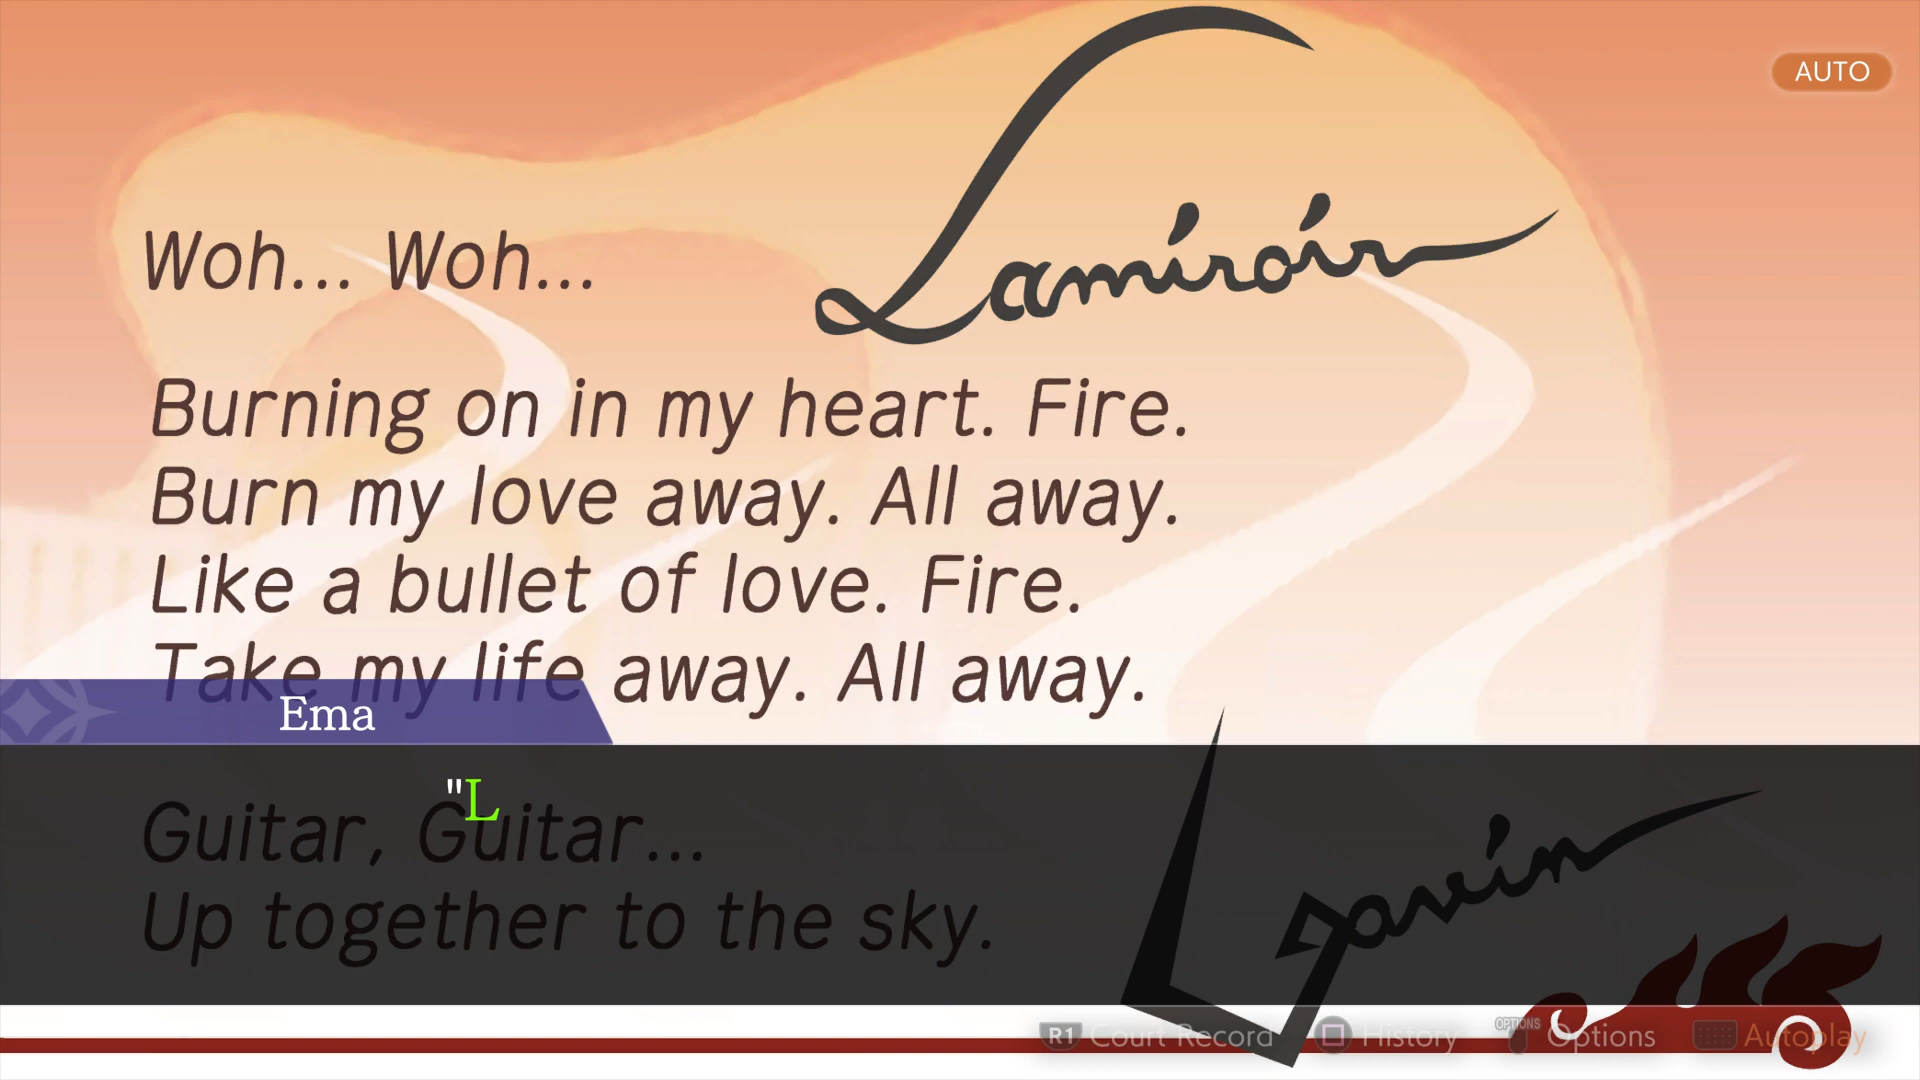 AUTO
Lamiroir
Woh... Woh...
Burning on in my heart. Fire.
Burn my love away. All away.
Like a bullet of love. Fire.
Take my life away. All away.
Ema
"L
Guitar, Guitar...
Up together to the sky.
Gavin
R1 Court Record
History
OPTIONS Options
Autoplay